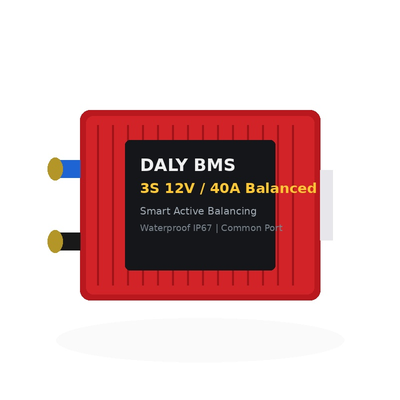 DALY BMS
3S 12V / 40A Balanced
Smart Active Balancing
Waterproof IP67 | Common Port